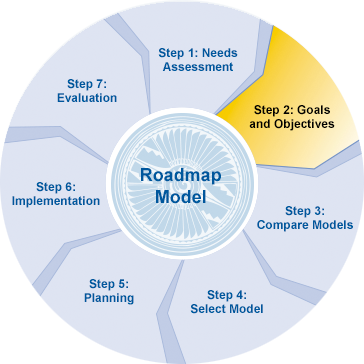 Step 1: Needs
Assessment
Step 2: Goals
and Objectives
Step 3:
Compare Models
Step 4:
Select Model
Step 5:
Planning
Step 6:
Implementation
Step 7:
Evaluation
Roadmap
Model